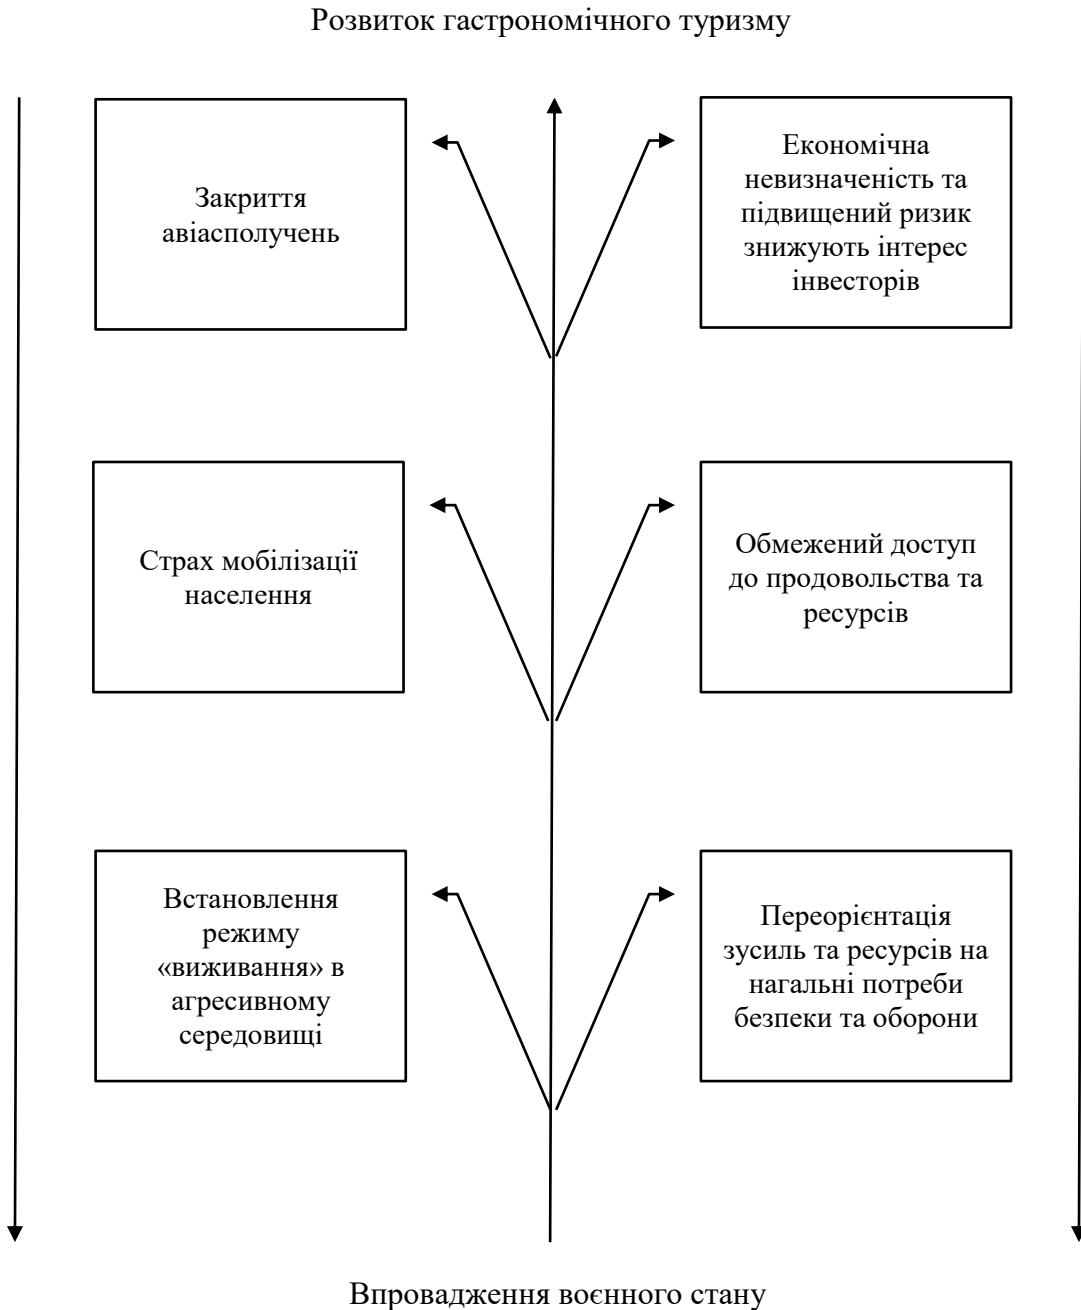 Розвиток гастрономічного туризму
Закриття
авіасполучень
Економічна
невизначеність та
підвищений ризик
знижують інтерес
інвесторів
Страх мобілізації
населення
Обмежений доступ
до продовольства та
ресурсів
Встановлення
режиму
«виживання» в
агресивному
середовищі
Переорієнтація
зусиль та ресурсів на
нагальні потреби
безпеки та оборони
Впровадження воєнного стану